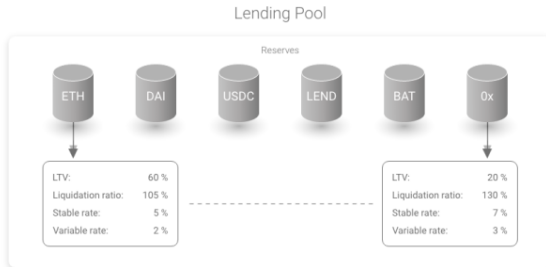 Lending Pool
Reserves
ETH DAI USDC LEND BAT 0x
LTV: 60 %
Liquidation ratio: 105 %
Stable rate: 5 %
Variable rate: 2 %
LTV: 20 %
Liquidation ratio: 130 %
Stable rate: 7 %
Variable rate: 3 %